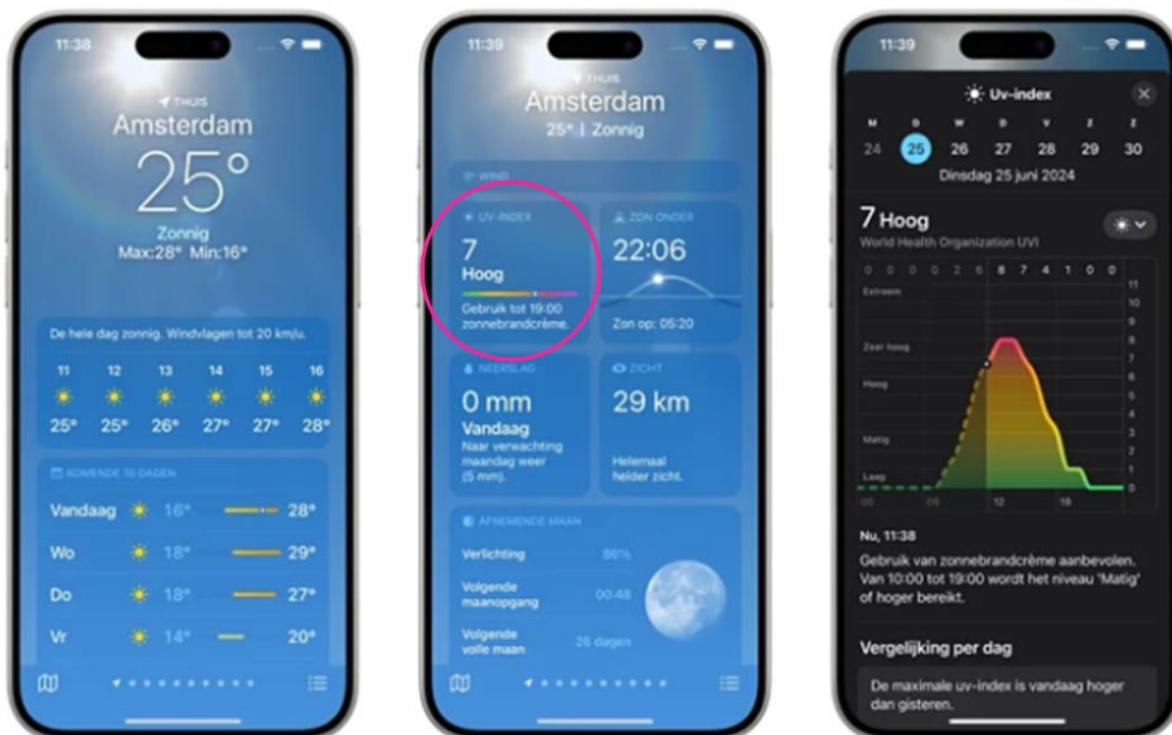 11:38
THUIS
Amsterdam
25°
Zonnig
Max:28° Min:16°
De hele dag zonnig. Windvlagen tot 20 km/u.
11 12 13 14 15 16
25° 25° 26° 27° 27° 28°
KOMENDE 10 DAGEN
Vandaag 16° 28°
Wo 18° 29°
Do 18° 27°
Vr 14° 20°
11:39
THUIS
Amsterdam
25° | Zonnig
WIND
UV-INDEX
7
Hoog
Gebruik tot 19:00
zonnebrandcrème.
ZON ONDER
22:06
Zon op: 05:20
NEERSLAG
0 mm
Vandaag
Naar verwachting
maandag weer
(5 mm).
ZICHT
29 km
Helemaal
helder zicht.
AFNEMENDE MAAN
Verlichting 86%
Volgende
maanopgang 00:48
Volgende
volle maan 26 dagen
11:39
Uv-index
M D W D V Z Z
24 25 26 27 28 29 30
Dinsdag 25 juni 2024
7 Hoog
World Health Organization UVI
0 0 0 0 2 6 8 7 4 1 0 0
Extreem
Zeer hoog
Hoog
Matig
Laag
11
10
9
8
7
6
5
4
3
2
1
0
00 06 12 18
Nu, 11:38
Gebruik van zonnebrandcrème aanbevolen.
Van 10:00 tot 19:00 wordt het niveau 'Matig'
of hoger bereikt.
Vergelijking per dag
De maximale uv-index is vandaag hoger
dan gisteren.